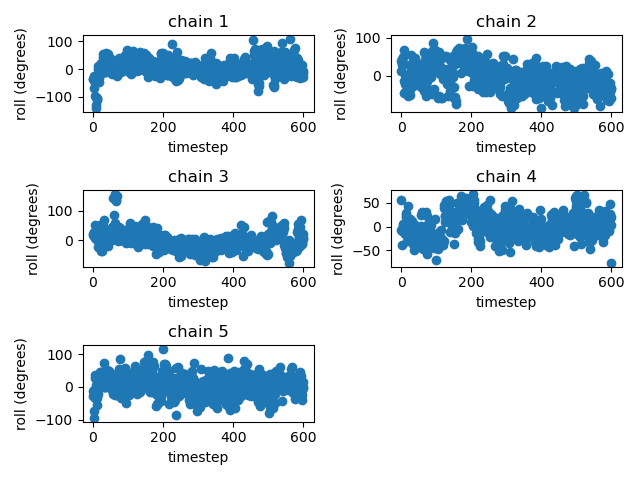 chain 1
100
0
−100
roll (degrees)
0 200 400 600
timestep
chain 2
100
0
roll (degrees)
0 200 400 600
timestep
chain 3
100
0
roll (degrees)
0 200 400 600
timestep
chain 4
50
0
−50
roll (degrees)
0 200 400 600
timestep
chain 5
100
0
−100
roll (degrees)
0 200 400 600
timestep